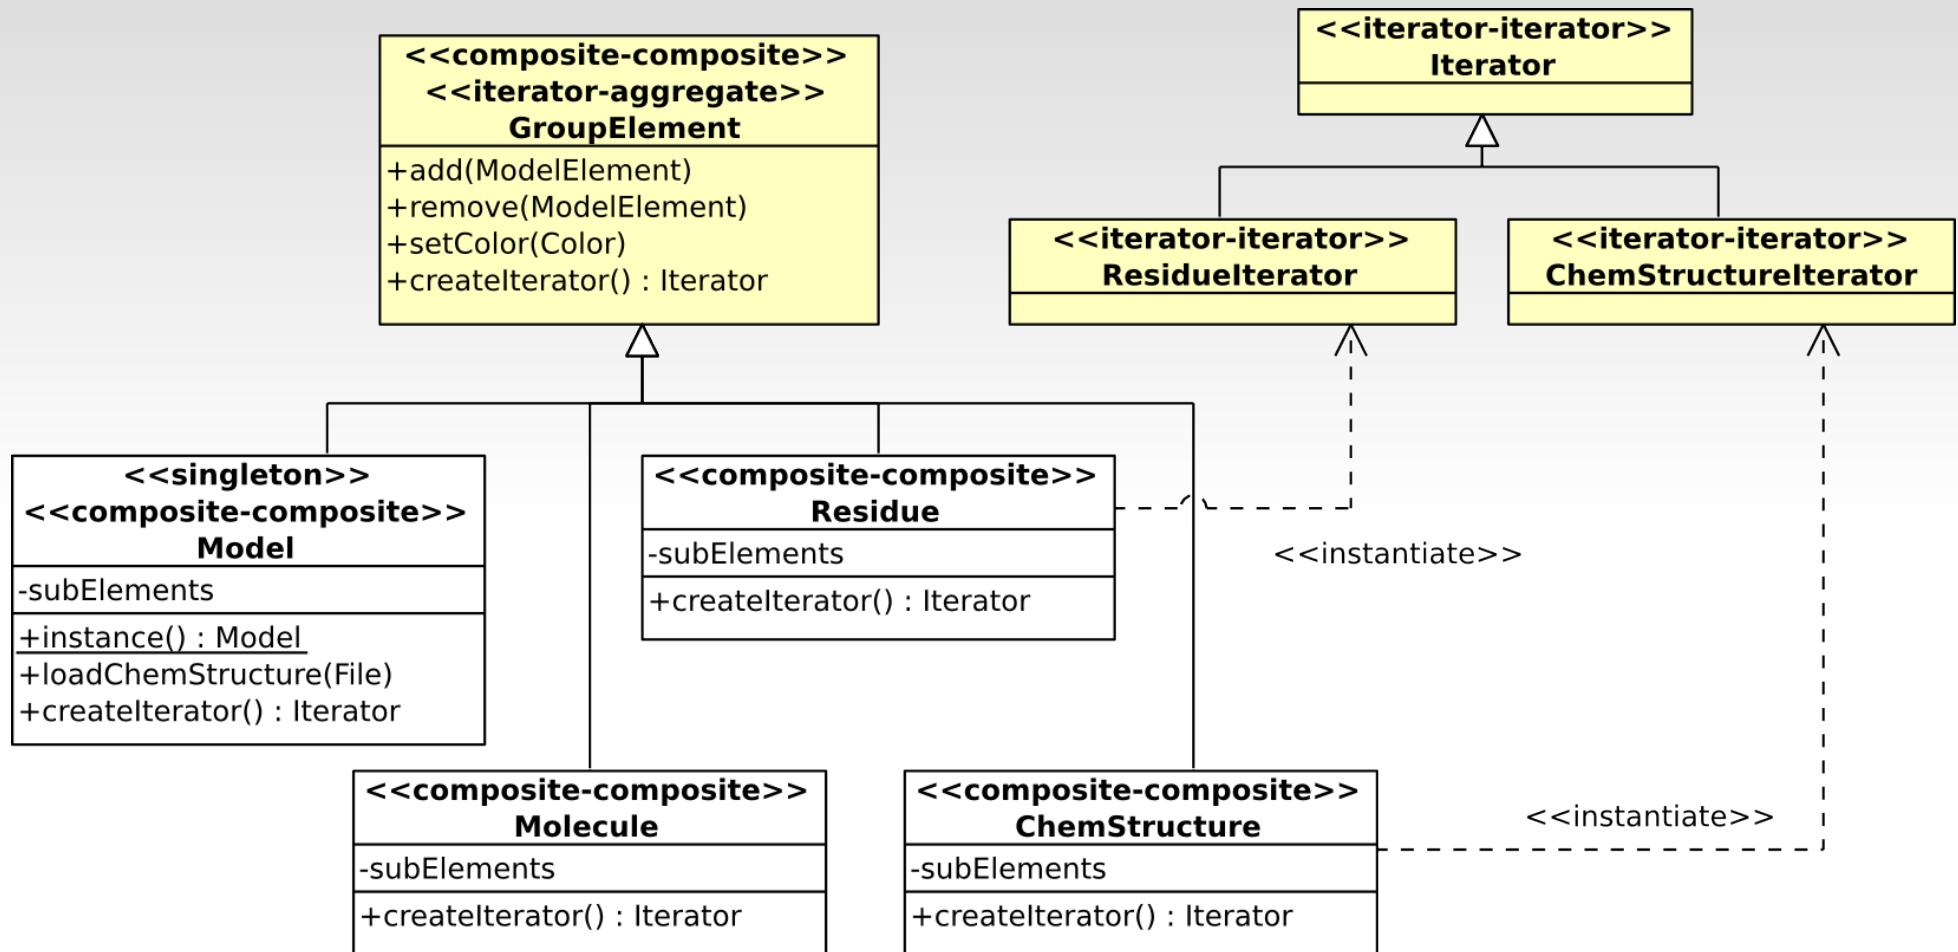 <<composite-composite>>
<<iterator-aggregate>>
GroupElement
+add(ModelElement)
+remove(ModelElement)
+setColor(Color)
+createIterator() : Iterator
<<iterator-iterator>>
Iterator
<<iterator-iterator>>
ResidueIterator
<<iterator-iterator>>
ChemStructureIterator
<<singleton>>
<<composite-composite>>
Model
-subElements
+instance() : Model
+loadChemStructure(File)
+createIterator() : Iterator
<<composite-composite>>
Residue
-subElements
+createIterator() : Iterator
<<instantiate>>
<<composite-composite>>
Molecule
-subElements
+createIterator() : Iterator
<<composite-composite>>
ChemStructure
-subElements
+createIterator() : Iterator
<<instantiate>>